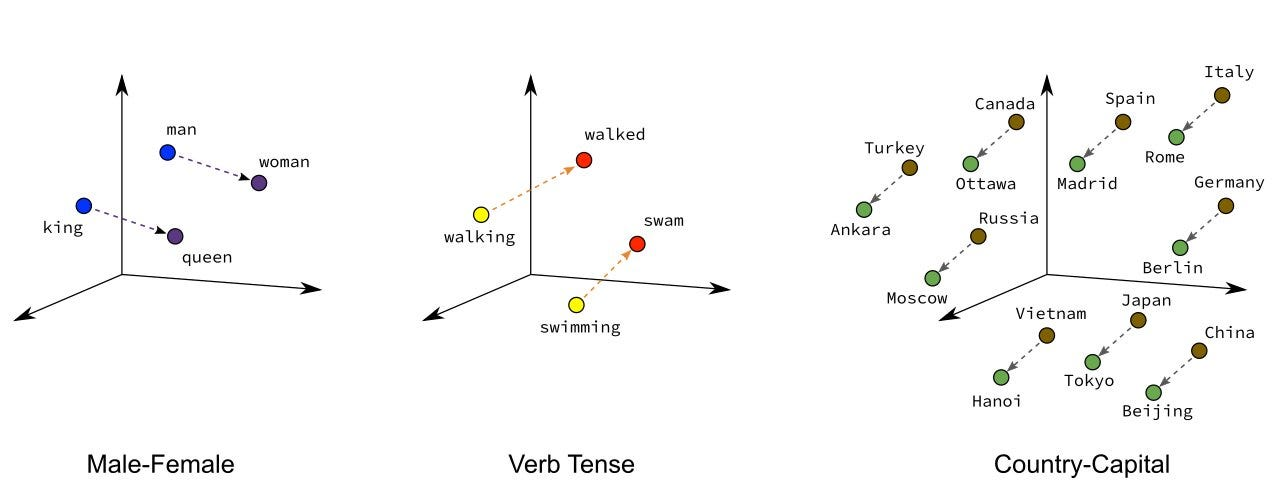 man
woman
king
queen
Male-Female
walked
walking
swam
swimming
Verb Tense
Italy
Canada
Spain
Turkey
Rome
Ottawa
Madrid
Germany
Russia
Ankara
Berlin
Moscow
Japan
Vietnam
China
Tokyo
Hanoi
Beijing
Country-Capital